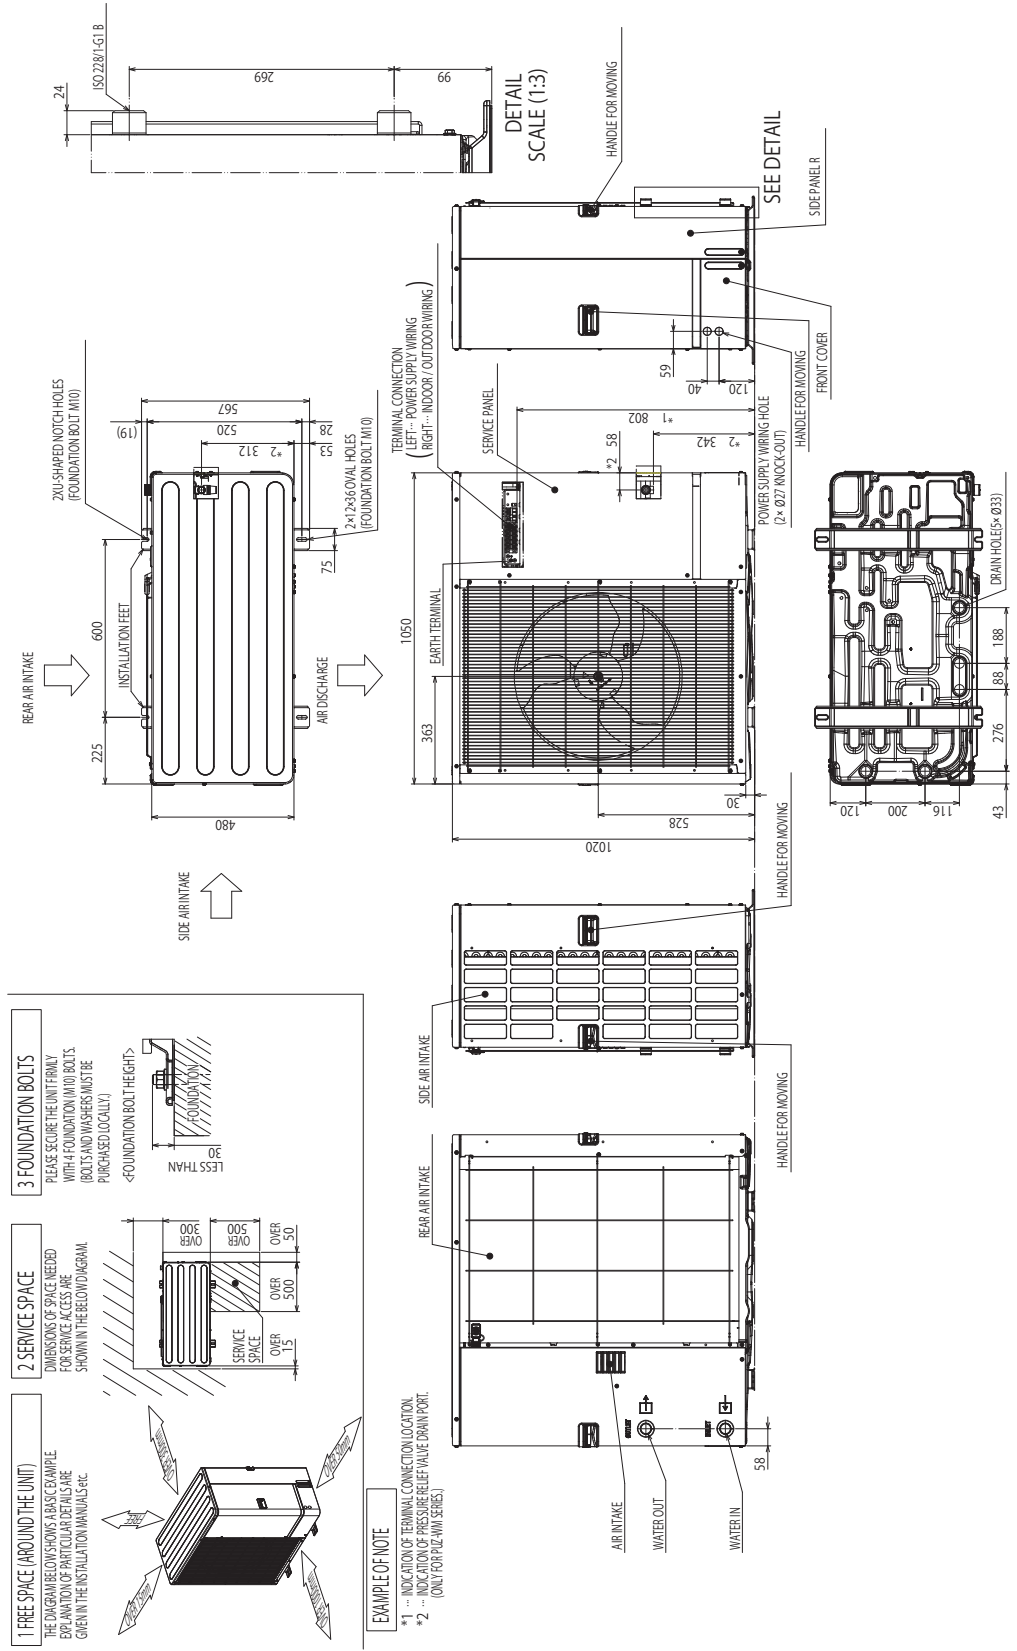 1 FREE SPACE (AROUND THE UNIT)
THE DIAGRAM BELOW SHOWS A BASIC EXAMPLE.
EXPLANATION OF PARTICULAR DETAILS ARE
GIVEN IN THE INSTALLATION MANUALS etc.
FREE
OVER 15mm
2 SERVICE SPACE
DIMENSIONS OF SPACE NEEDED
FOR SERVICE ACCESS ARE
SHOWN IN THE BELOW DIAGRAM.
OVER
300
OVER
500
SERVICE
SPACE
OVER
15
OVER
500
OVER
50
3 FOUNDATION BOLTS
PLEASE SECURE THE UNIT FIRMLY
WITH 4 FOUNDATION (M10) BOLTS.
(BOLTS AND WASHERS MUST BE
PURCHASED LOCALLY.)
<FOUNDATION BOLT HEIGHT>
FOUNDATION
LESS THAN
30
EXAMPLE OF NOTE
*1 ··· INDICATION OF TERMINAL CONNECTION LOCATION.
*2 ··· INDICATION OF PRESSURE RELIEF VALVE DRAIN PORT.
(ONLY FOR PUZ-WM SERIES.)
REAR AIR INTAKE
SIDE AIR INTAKE
AIR DISCHARGE
INSTALLATION FEET
225
600
480
2XU-SHAPED NOTCH HOLES
(FOUNDATION BOLT M10)
(19)
567
520
*2 312
28
53
75
2×12×36 OVAL HOLES
(FOUNDATION BOLT M10)
ISO 228/1-G1 B
24
269
99
DETAIL
SCALE (1:3)
REAR AIR INTAKE
AIR INTAKE
OUTLET
WATER OUT
INLET
WATER IN
58
SIDE AIR INTAKE
HANDLE FOR MOVING
HANDLE FOR MOVING
1050
363
EARTH TERMINAL
TERMINAL CONNECTION
LEFT ··· POWER SUPPLY WIRING
RIGHT ··· INDOOR / OUTDOOR WIRING
SERVICE PANEL
1020
528
30
*2 58
*1 802
*2 342
POWER SUPPLY WIRING HOLE
(2× Ø27 KNOCK-OUT)
59
40
120
HANDLE FOR MOVING
HANDLE FOR MOVING
FRONT COVER
SIDE PANEL R
SEE DETAIL
120
200
116
43
276
88
188
DRAIN HOLE(5× Ø33)